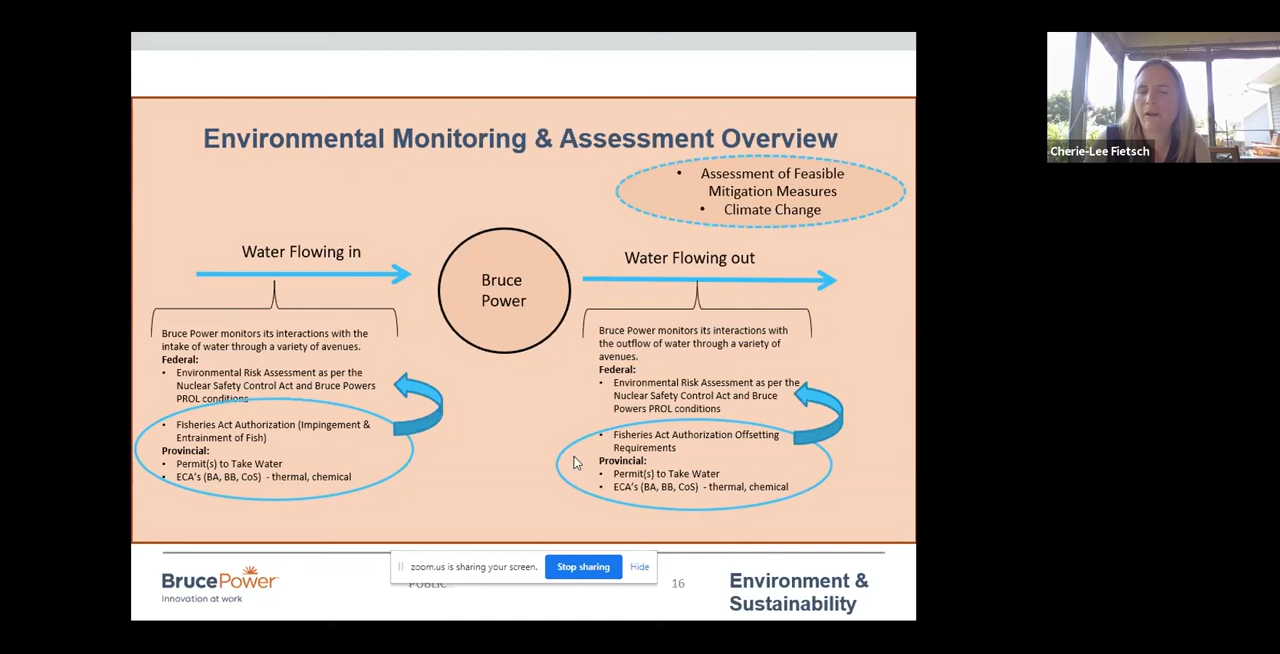 Environmental Monitoring & Assessment Overview
• Assessment of Feasible
Mitigation Measures
• Climate Change
Water Flowing in
Bruce
Power
Water Flowing out
Bruce Power monitors its interactions with the
intake of water through a variety of avenues.
Federal:
• Environmental Risk Assessment as per the
Nuclear Safety Control Act and Bruce Powers
PROL conditions
• Fisheries Act Authorization (Impingement &
Entrainment of Fish)
Provincial:
• Permit(s) to Take Water
• ECA's (BA, BB, CoS) - thermal, chemical
Bruce Power monitors its interactions with
the outflow of water through a variety of
avenues.
Federal:
• Environmental Risk Assessment as per the
Nuclear Safety Control Act and Bruce
Powers PROL conditions
• Fisheries Act Authorization Offsetting
Requirements
Provincial:
• Permit(s) to Take Water
• ECA's (BA, BB, CoS) - thermal, chemical
zoom.us is sharing your screen.
Stop sharing
Hide
BrucePower
Innovation at work
PUBLIC
16
Environment &
Sustainability
Cherie-Lee Fietsch